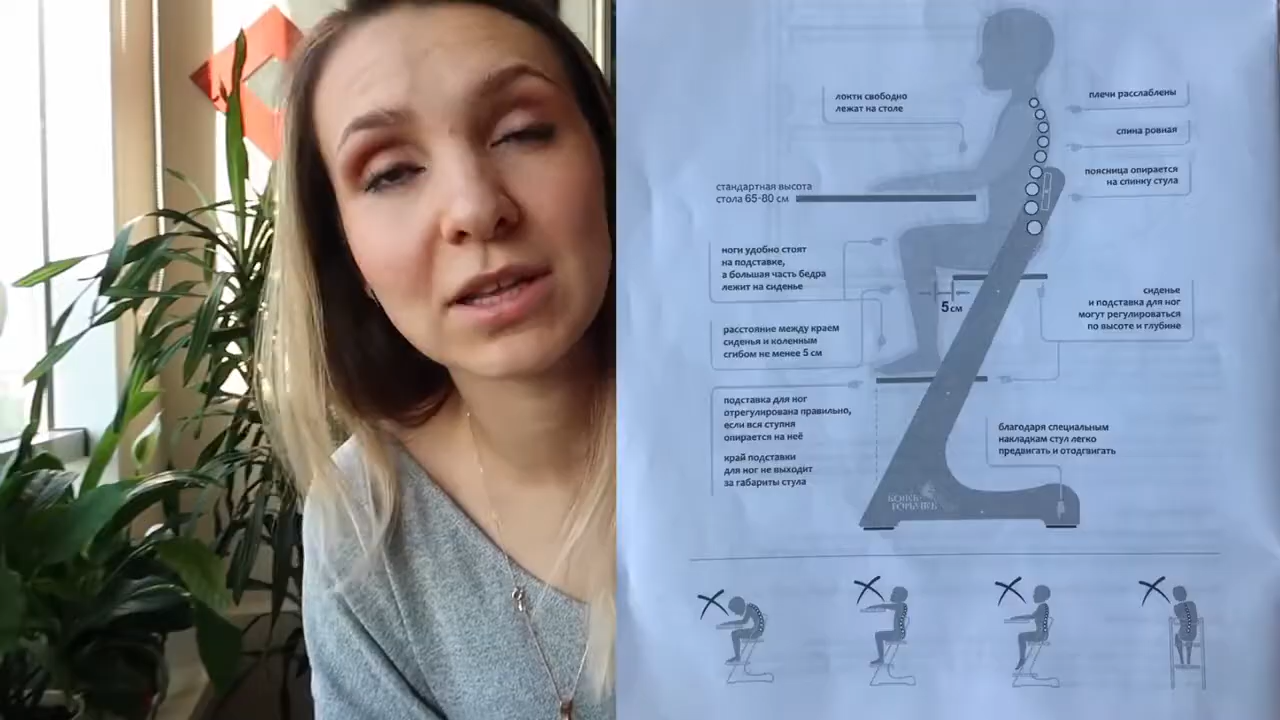 локти свободно
лежат на столе
плечи расслаблены
спина ровная
поясница опирается
на спинку стула
стандартная высота
стола 65-80 см
ноги удобно стоят
на подставке,
а большая часть бедра
лежит на сиденье
5 см
сиденье
и подставка для ног
могут регулироваться
по высоте и глубине
расстояние между краем
сиденья и коленным
сгибом не менее 5 см
подставка для ног
отрегулирована правильно,
если вся ступня
опирается на неё
край подставки
для ног не выходит
за габариты стула
благодаря специальным
накладкам стул легко
предвигать и отодвигать